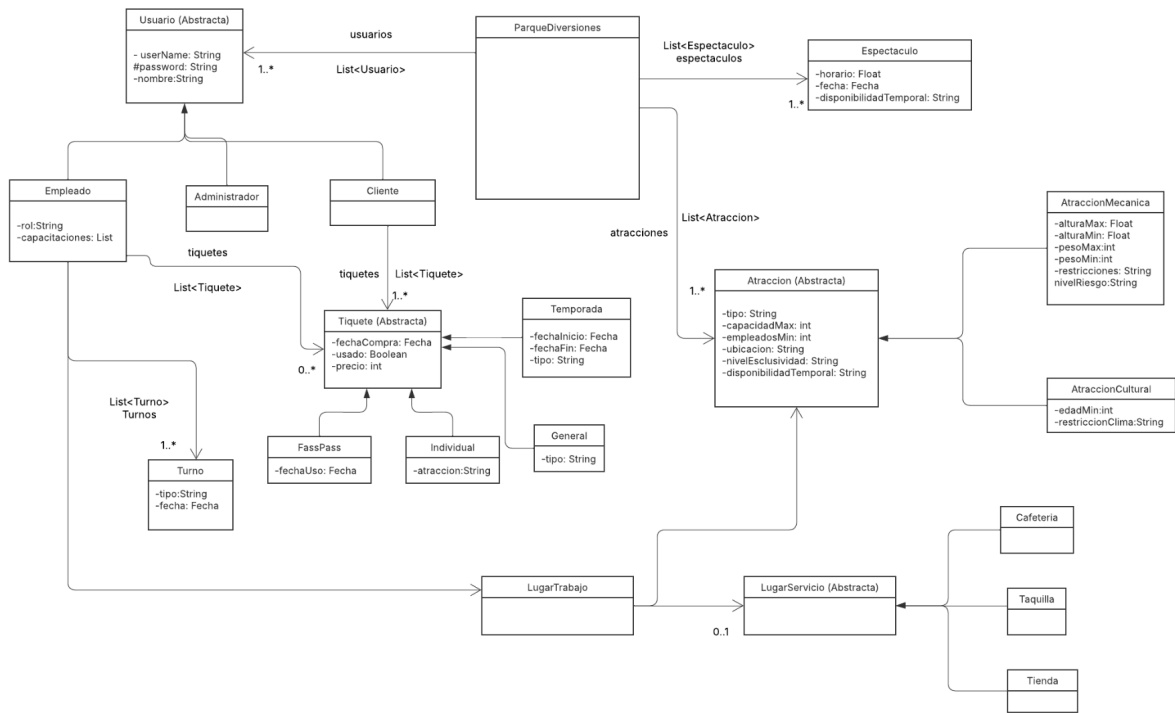 Usuario (Abstracta)
- userName: String
#password: String
-nombre:String
usuarios
1..*
List<Usuario>
ParqueDiversiones
List<Espectaculo>
espectaculos
1..*
Espectaculo
-horario: Float
-fecha: Fecha
-disponibilidadTemporal: String
Empleado
-rol:String
-capacitaciones: List
Administrador
Cliente
tiquetes
List<Tiquete>
tiquetes
List<Tiquete>
1..*
List<Atraccion>
atracciones
1..*
AtraccionMecanica
-alturaMax: Float
-alturaMin: Float
-pesoMax:int
-pesoMin:int
-restricciones: String
nivelRiesgo:String
Tiquete (Abstracta)
-fechaCompra: Fecha
-usado: Boolean
-precio: int
0..*
Temporada
-fechaInicio: Fecha
-fechaFin: Fecha
-tipo: String
Atraccion (Abstracta)
-tipo: String
-capacidadMax: int
-empleadosMin: int
-ubicacion: String
-nivelEsclusividad: String
-disponibilidadTemporal: String
AtraccionCultural
-edadMin:int
-restriccionClima:String
List<Turno>
Turnos
1..*
FassPass
-fechaUso: Fecha
Individual
-atraccion:String
General
-tipo: String
Turno
-tipo:String
-fecha: Fecha
LugarTrabajo
0..1
LugarServicio (Abstracta)
Cafeteria
Taquilla
Tienda